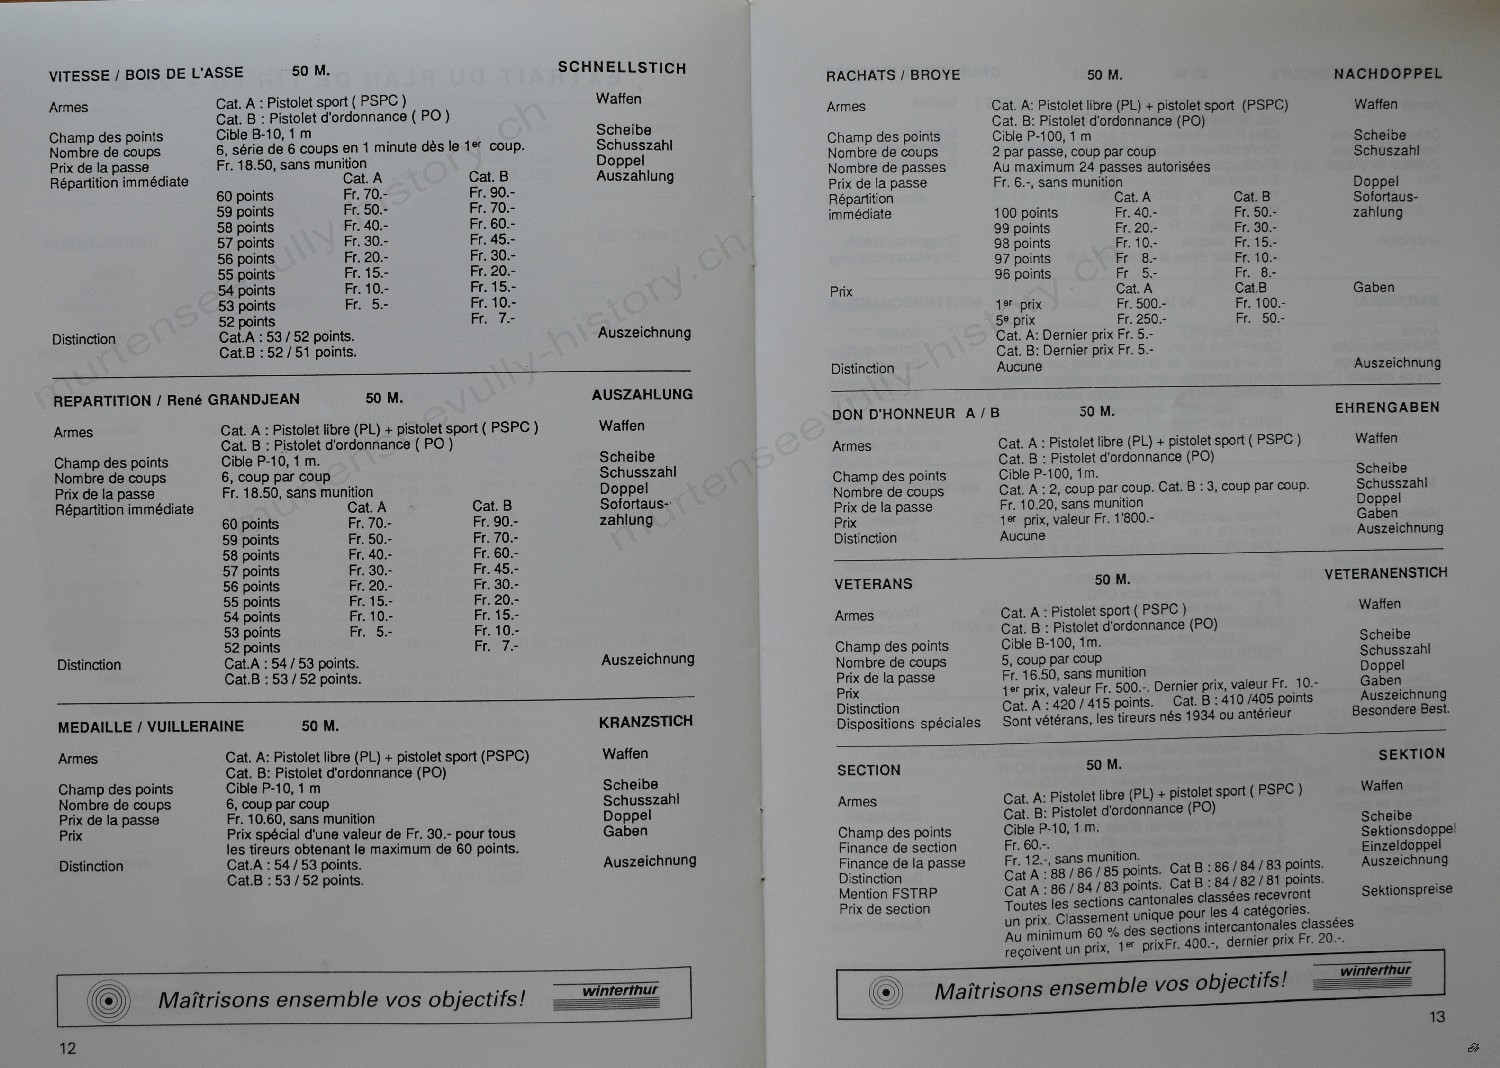 VITESSE / BOIS DE L'ASSE 50 M. SCHNELLSTICH
Armes Cat. A : Pistolet sport ( PSPC ) Waffen
Cat. B : Pistolet d'ordonnance ( PO )
Champ des points Cible B-10, 1 m Scheibe
Nombre de coups 6, série de 6 coups en 1 minute dès le 1er coup. Schusszahl
Prix de la passe Fr. 18.50, sans munition Doppel
Répartition immédiate Cat. A Cat. B Auszahlung
60 points Fr. 70.- Fr. 90.-
59 points Fr. 50.- Fr. 70.-
58 points Fr. 40.- Fr. 60.-
57 points Fr. 30.- Fr. 45.-
56 points Fr. 20.- Fr. 30.-
55 points Fr. 15.- Fr. 20.-
54 points Fr. 10.- Fr. 15.-
53 points Fr. 5.- Fr. 10.-
52 points Fr. 7.-
Distinction Cat.A : 53 / 52 points. Auszeichnung
Cat.B : 52 / 51 points.
REPARTITION / René GRANDJEAN 50 M. AUSZAHLUNG
Armes Cat. A : Pistolet libre (PL) + pistolet sport ( PSPC ) Waffen
Cat. B : Pistolet d'ordonnance ( PO )
Champ des points Cible P-10, 1 m. Scheibe
Nombre de coups 6, coup par coup Schusszahl
Prix de la passe Fr. 18.50, sans munition Doppel
Répartition immédiate Cat. A Cat. B Sofortaus-
60 points Fr. 70.- Fr. 90.- zahlung
59 points Fr. 50.- Fr. 70.-
58 points Fr. 40.- Fr. 60.-
57 points Fr. 30.- Fr. 45.-
56 points Fr. 20.- Fr. 30.-
55 points Fr. 15.- Fr. 20.-
54 points Fr. 10.- Fr. 15.-
53 points Fr. 5.- Fr. 10.-
52 points Fr. 7.-
Distinction Cat.A : 54 / 53 points. Auszeichnung
Cat.B : 53 / 52 points.
MEDAILLE / VUILLERAINE 50 M. KRANZSTICH
Armes Cat. A: Pistolet libre (PL) + pistolet sport (PSPC) Waffen
Cat. B: Pistolet d'ordonnance (PO)
Champ des points Cible P-10, 1 m Scheibe
Nombre de coups 6, coup par coup Schusszahl
Prix de la passe Fr. 10.60, sans munition Doppel
Prix Prix spécial d'une valeur de Fr. 30.- pour tous Gaben
les tireurs obtenant le maximum de 60 points.
Distinction Cat.A : 54 / 53 points. Auszeichnung
Cat.B : 53 / 52 points.
Maîtrisons ensemble vos objectifs! winterthur
12
RACHATS / BROYE 50 M. NACHDOPPEL
Armes Cat. A: Pistolet libre (PL) + pistolet sport (PSPC) Waffen
Cat. B: Pistolet d'ordonnance (PO)
Champ des points Cible P-100, 1 m Scheibe
Nombre de coups 2 par passe, coup par coup Schuszahl
Nombre de passes Au maximum 24 passes autorisées
Prix de la passe Fr. 6.-, sans munition Doppel
Répartition Cat. A Cat. B Sofortaus-
immédiate 100 points Fr. 40.- Fr. 50.- zahlung
99 points Fr. 20.- Fr. 30.-
98 points Fr. 10.- Fr. 15.-
97 points Fr 8.- Fr. 10.-
96 points Fr 5.- Fr. 8.-
Prix Cat. A Cat.B Gaben
1er prix Fr. 500.- Fr. 100.-
5e prix Fr. 250.- Fr. 50.-
Cat. A: Dernier prix Fr. 5.-
Cat. B: Dernier prix Fr. 5.-
Distinction Aucune Auszeichnung
DON D'HONNEUR A / B 50 M. EHRENGABEN
Armes Cat. A : Pistolet libre (PL) + pistolet sport ( PSPC ) Waffen
Cat. B : Pistolet d'ordonnance (PO)
Champ des points Cible P-100, 1m. Scheibe
Nombre de coups Cat. A : 2, coup par coup. Cat. B : 3, coup par coup. Schusszahl
Prix de la passe Fr. 10.20, sans munition Doppel
Prix 1er prix, valeur Fr. 1'800.- Gaben
Distinction Aucune Auszeichnung
VETERANS 50 M. VETERANENSTICH
Armes Cat. A : Pistolet sport ( PSPC ) Waffen
Cat. B : Pistolet d'ordonnance (PO)
Champ des points Cible B-100, 1m. Scheibe
Nombre de coups 5, coup par coup Schusszahl
Prix de la passe Fr. 16.50, sans munition Doppel
Prix 1er prix, valeur Fr. 500.-. Dernier prix, valeur Fr. 10.- Gaben
Distinction Cat. A : 420 / 415 points. Cat. B : 410 /405 points Auszeichnung
Dispositions spéciales Sont vétérans, les tireurs nés 1934 ou antérieur Besondere Best.
SECTION 50 M. SEKTION
Armes Cat. A: Pistolet libre (PL) + pistolet sport ( PSPC ) Waffen
Cat. B: Pistolet d'ordonnance (PO)
Champ des points Cible P-10, 1 m. Scheibe
Finance de section Fr. 60.-. Sektionsdoppel
Finance de la passe Fr. 12.-, sans munition. Einzeldoppel
Distinction Cat A : 88 / 86 / 85 points. Cat B : 86 / 84 / 83 points. Auszeichnung
Mention FSTRP Cat A : 86 / 84 / 83 points. Cat B : 84 / 82 / 81 points.
Prix de section Toutes les sections cantonales classées recevront Sektionspreise
un prix. Classement unique pour les 4 catégories.
Au minimum 60 % des sections intercantonales classées
reçoivent un prix, 1er prixFr. 400.-, dernier prix Fr. 20.-.
Maîtrisons ensemble vos objectifs! winterthur
13
murtenseevully-history.ch
murtenseevully-history.ch
murtenseevully-history.ch